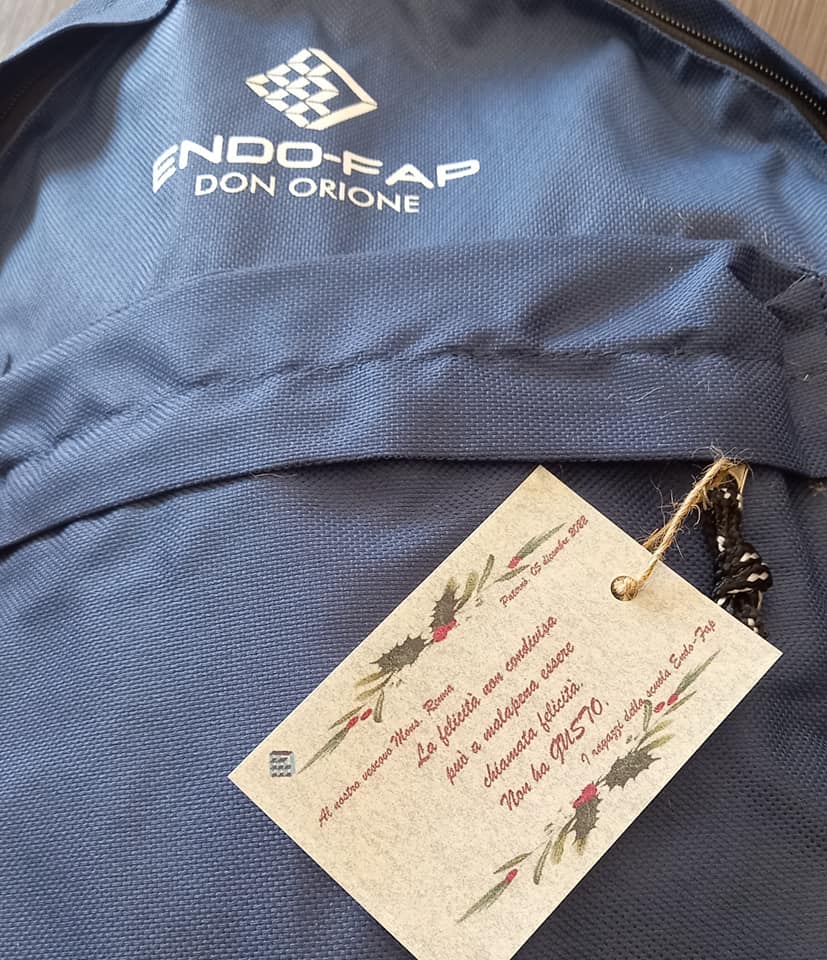 ENDO-FAP
DON ORIONE
Paternò, 05 dicembre 2022
Al nostro vescovo Mons. Renna
La felicità non condivisa
può a malapena essere
chiamata felicità.
Non ha GUSTO.
I ragazzi della scuola Endo-Fap